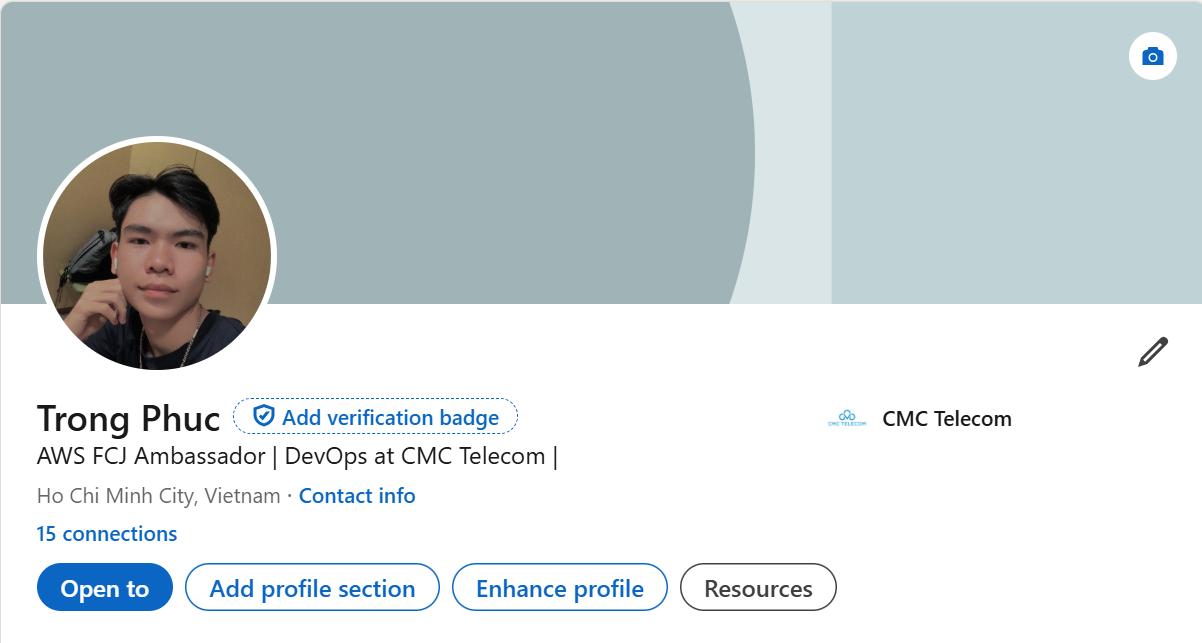 Trong Phuc
Add verification badge
CMC TELECOM
CMC Telecom
AWS FCJ Ambassador | DevOps at CMC Telecom |
Ho Chi Minh City, Vietnam · Contact info
15 connections
Open to
Add profile section
Enhance profile
Resources